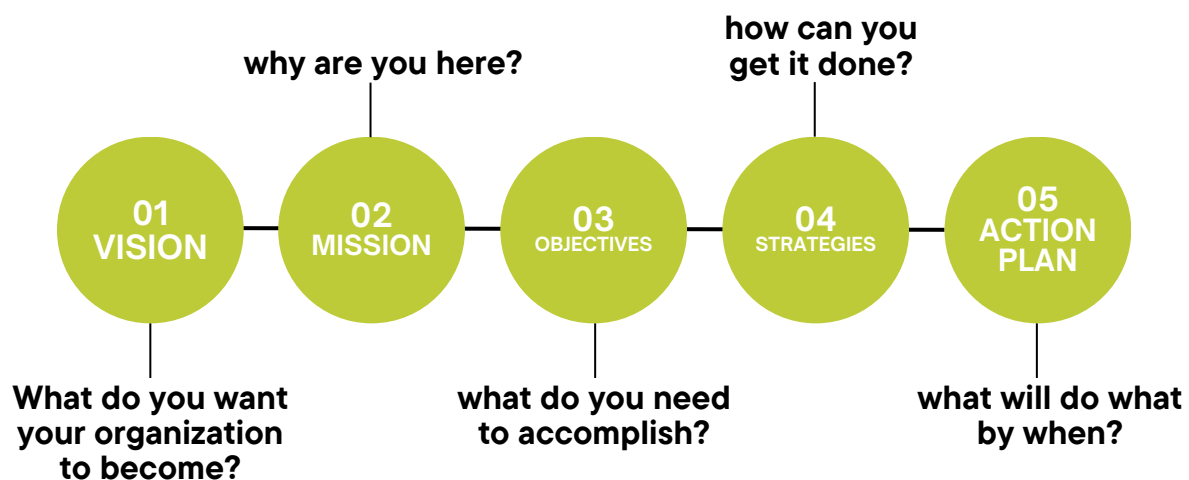 why are you here?
how can you
get it done?
01
VISION
02
MISSION
03
OBJECTIVES
04
STRATEGIES
05
ACTION
PLAN
What do you want
your organization
to become?
what do you need
to accomplish?
what will do what
by when?